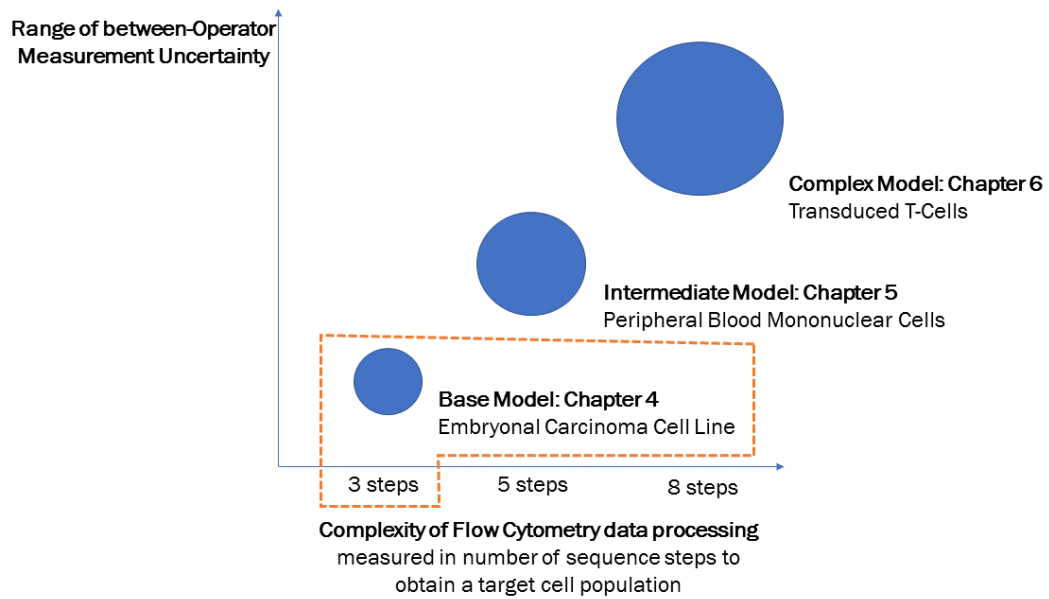 Range of between-Operator
Measurement Uncertainty
Complex Model: Chapter 6
Transduced T-Cells
Intermediate Model: Chapter 5
Peripheral Blood Mononuclear Cells
Base Model: Chapter 4
Embryonal Carcinoma Cell Line
3 steps
5 steps
8 steps
Complexity of Flow Cytometry data processing
measured in number of sequence steps to
obtain a target cell population